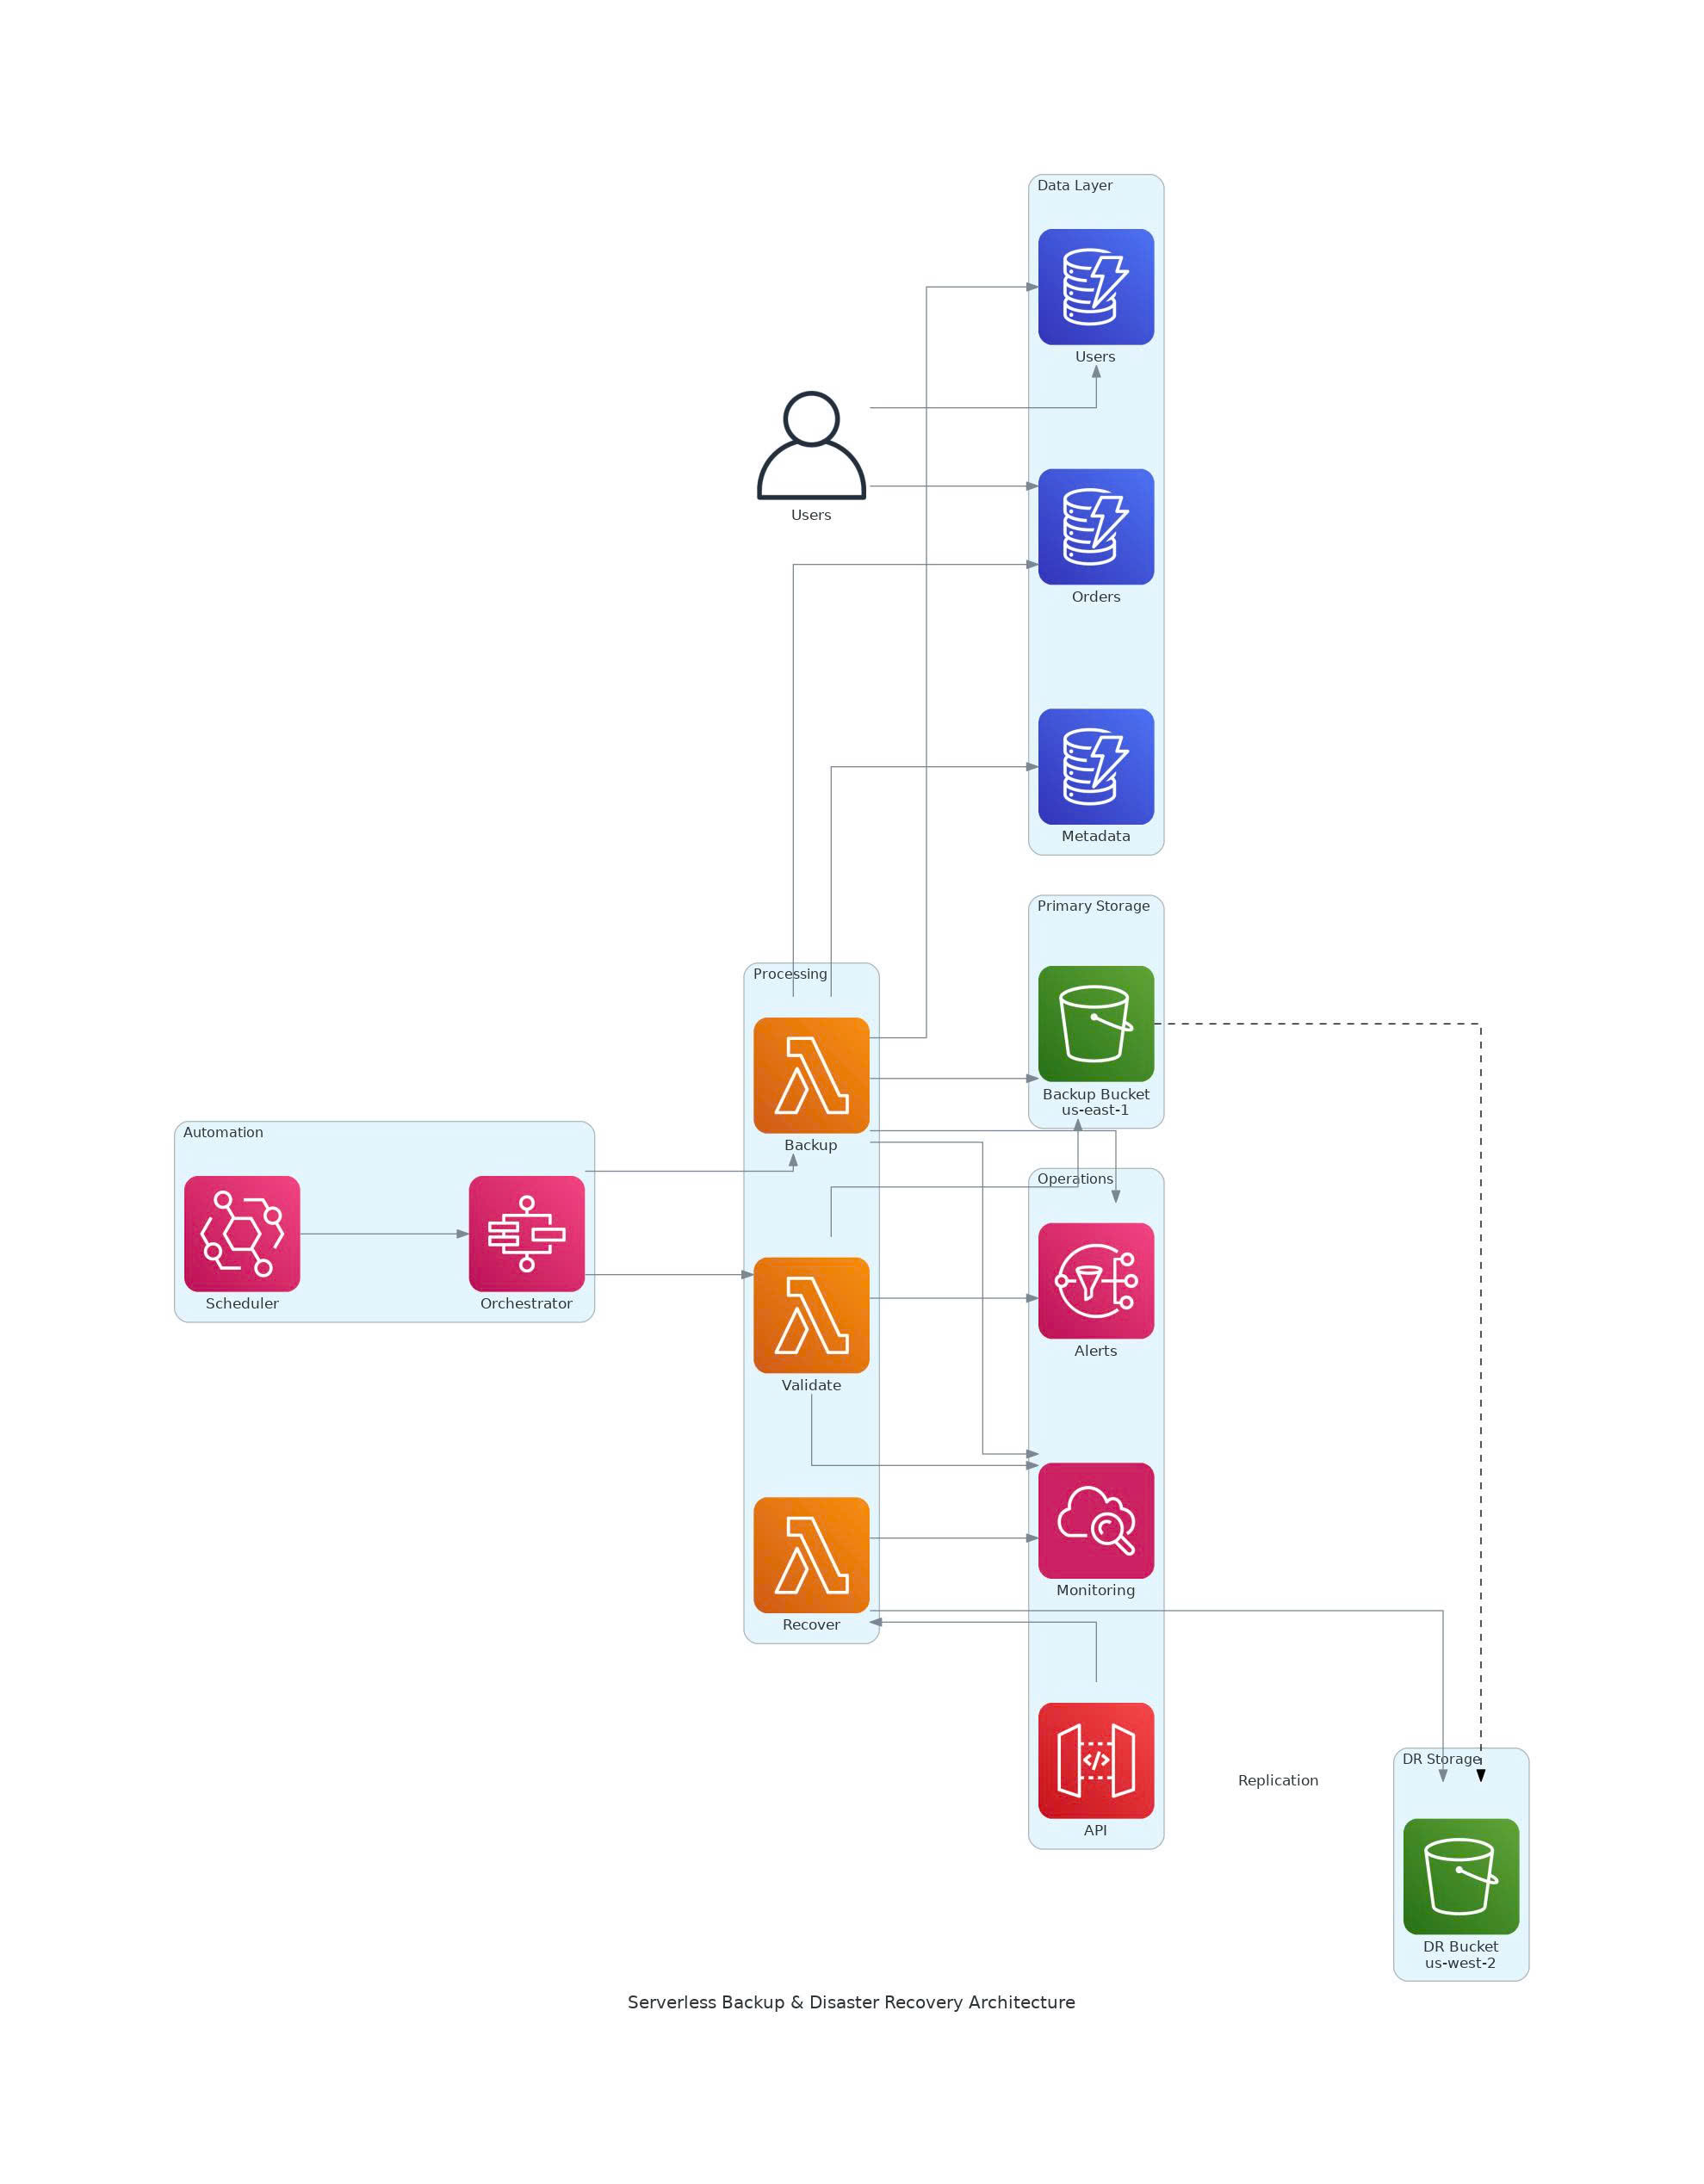 Data Layer
Users
Users
Orders
Metadata
Primary Storage
Backup Bucket
us-east-1
Processing
Backup
Automation
Scheduler
Orchestrator
Validate
Recover
Operations
Alerts
Monitoring
API
Replication
DR Storage
DR Bucket
us-west-2
Serverless Backup & Disaster Recovery Architecture